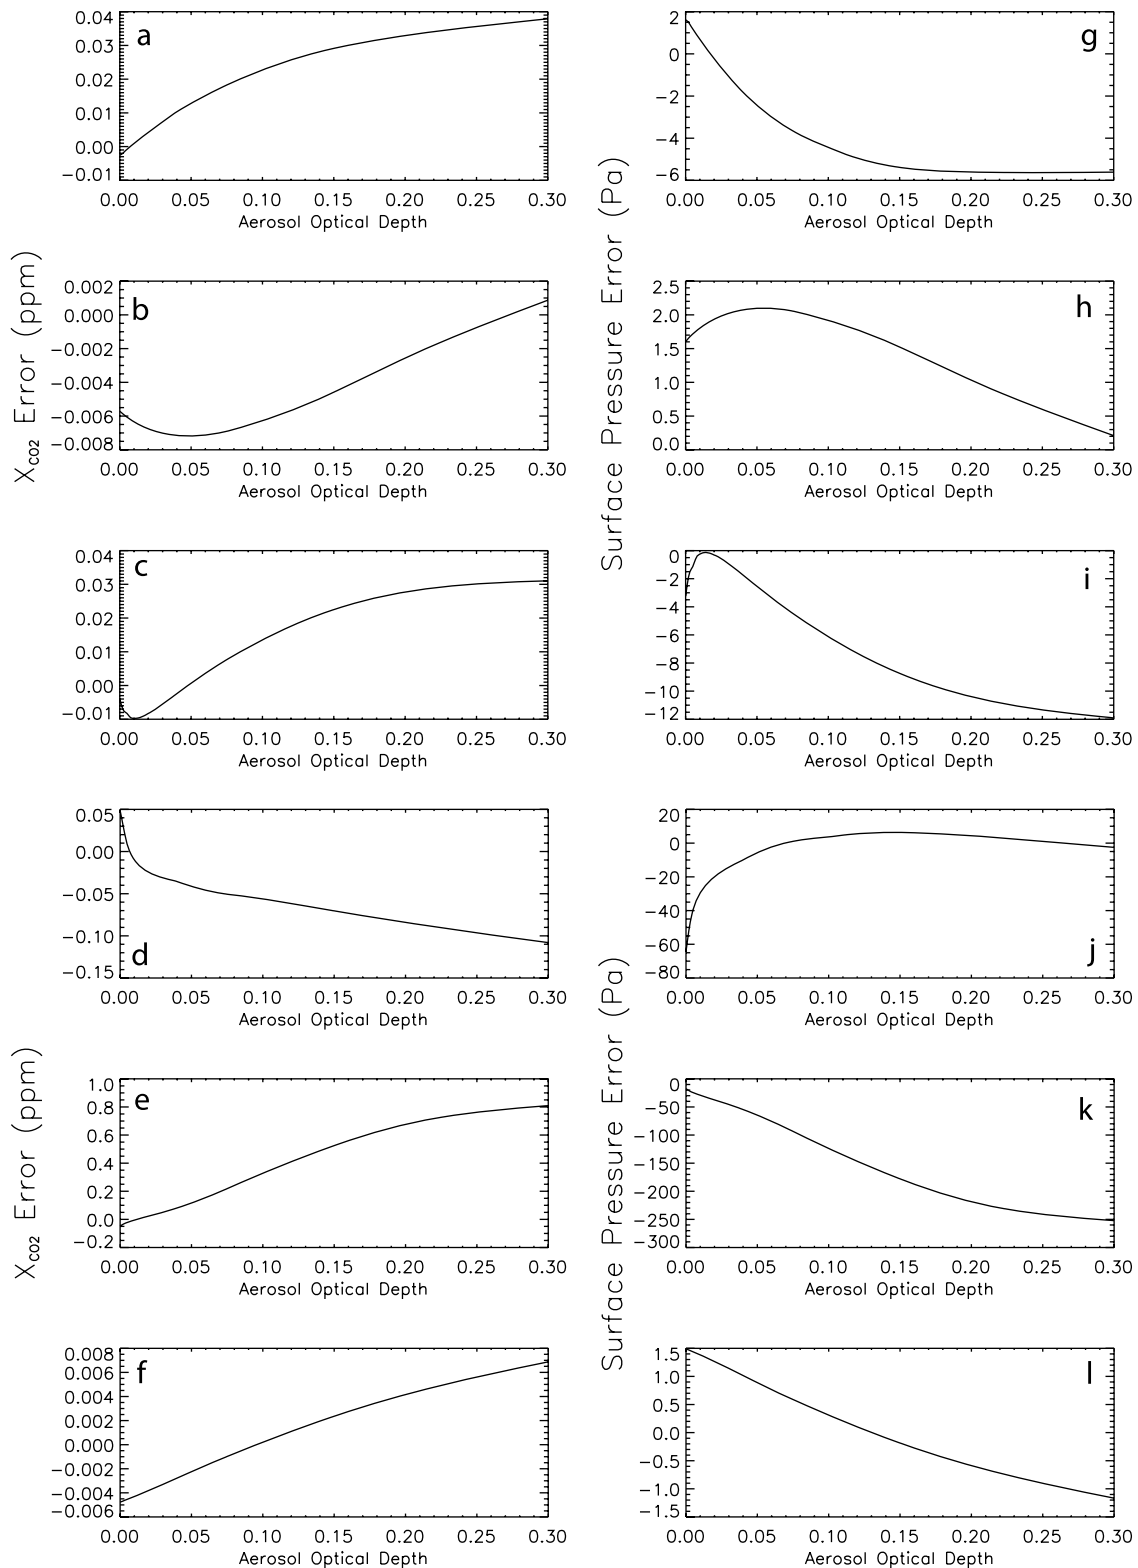 a
0.04
0.03
0.02
0.01
0.00
−0.01
0.00 0.05 0.10 0.15 0.20 0.25 0.30
Aerosol Optical Depth
g
2
0
−2
−4
−6
0.00 0.05 0.10 0.15 0.20 0.25 0.30
Aerosol Optical Depth
X_CO2 Error (ppm)
b
0.002
0.000
−0.002
−0.004
−0.006
−0.008
0.00 0.05 0.10 0.15 0.20 0.25 0.30
Aerosol Optical Depth
Surface Pressure Error (Pa)
h
2.5
2.0
1.5
1.0
0.5
0.0
0.00 0.05 0.10 0.15 0.20 0.25 0.30
Aerosol Optical Depth
c
0.04
0.03
0.02
0.01
0.00
−0.01
0.00 0.05 0.10 0.15 0.20 0.25 0.30
Aerosol Optical Depth
i
0
−2
−4
−6
−8
−10
−12
0.00 0.05 0.10 0.15 0.20 0.25 0.30
Aerosol Optical Depth
d
0.05
0.00
−0.05
−0.10
−0.15
0.00 0.05 0.10 0.15 0.20 0.25 0.30
Aerosol Optical Depth
j
20
0
−20
−40
−60
−80
0.00 0.05 0.10 0.15 0.20 0.25 0.30
Aerosol Optical Depth
X_CO2 Error (ppm)
e
1.0
0.8
0.6
0.4
0.2
0.0
−0.2
0.00 0.05 0.10 0.15 0.20 0.25 0.30
Aerosol Optical Depth
Surface Pressure Error (Pa)
k
0
−50
−100
−150
−200
−250
−300
0.00 0.05 0.10 0.15 0.20 0.25 0.30
Aerosol Optical Depth
f
0.008
0.006
0.004
0.002
0.000
−0.002
−0.004
−0.006
0.00 0.05 0.10 0.15 0.20 0.25 0.30
Aerosol Optical Depth
l
1.5
1.0
0.5
0.0
−0.5
−1.0
−1.5
0.00 0.05 0.10 0.15 0.20 0.25 0.30
Aerosol Optical Depth